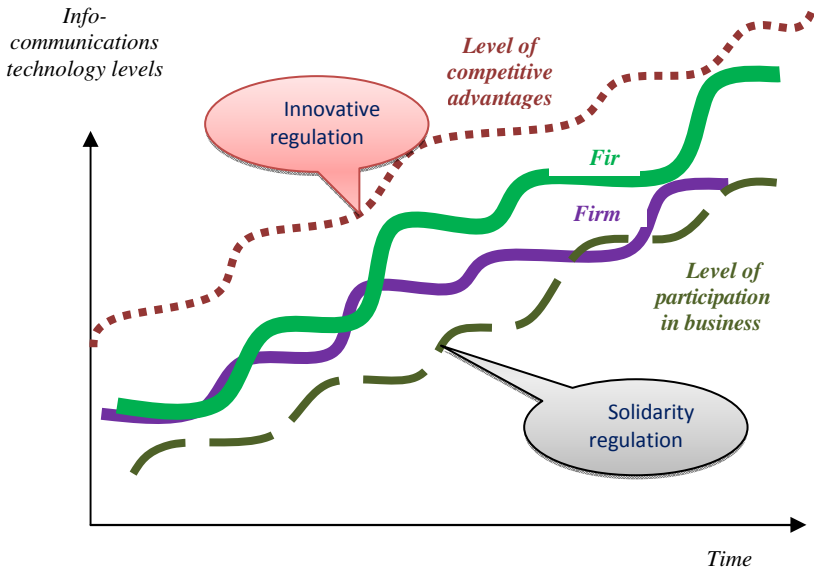 Info-
communications
technology levels
Level of
competitive
advantages
Innovative
regulation
Fir
Firm
Level of
participation
in business
Solidarity
regulation
Time